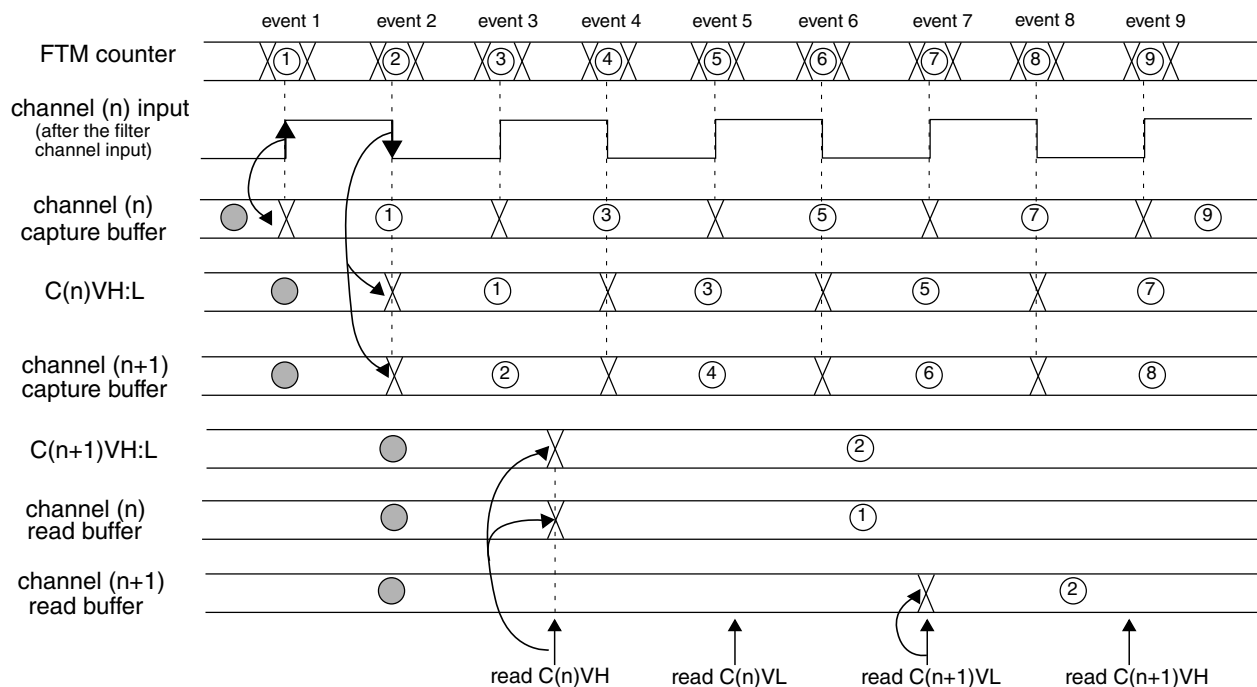 event 1 event 2 event 3 event 4 event 5 event 6 event 7 event 8 event 9
FTM counter
1 2 3 4 5 6 7 8 9
channel (n) input
(after the filter
channel input)
channel (n)
capture buffer
1 3 5 7 9
C(n)VH:L
1 3 5 7
channel (n+1)
capture buffer
2 4 6 8
C(n+1)VH:L
2
channel (n)
read buffer
1
channel (n+1)
read buffer
2
read C(n)VH read C(n)VL read C(n+1)VL read C(n+1)VH